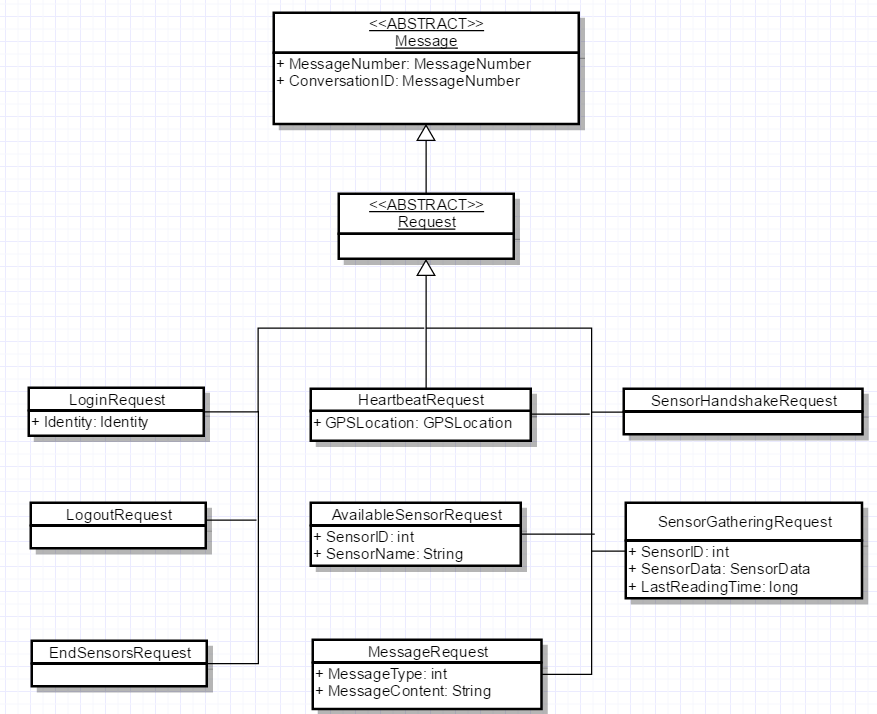 <<ABSTRACT>>
Message
+ MessageNumber: MessageNumber
+ ConversationID: MessageNumber
<<ABSTRACT>>
Request
LoginRequest
+ Identity: Identity
HeartbeatRequest
+ GPSLocation: GPSLocation
SensorHandshakeRequest
LogoutRequest
AvailableSensorRequest
+ SensorID: int
+ SensorName: String
SensorGatheringRequest
+ SensorID: int
+ SensorData: SensorData
+ LastReadingTime: long
EndSensorsRequest
MessageRequest
+ MessageType: int
+ MessageContent: String